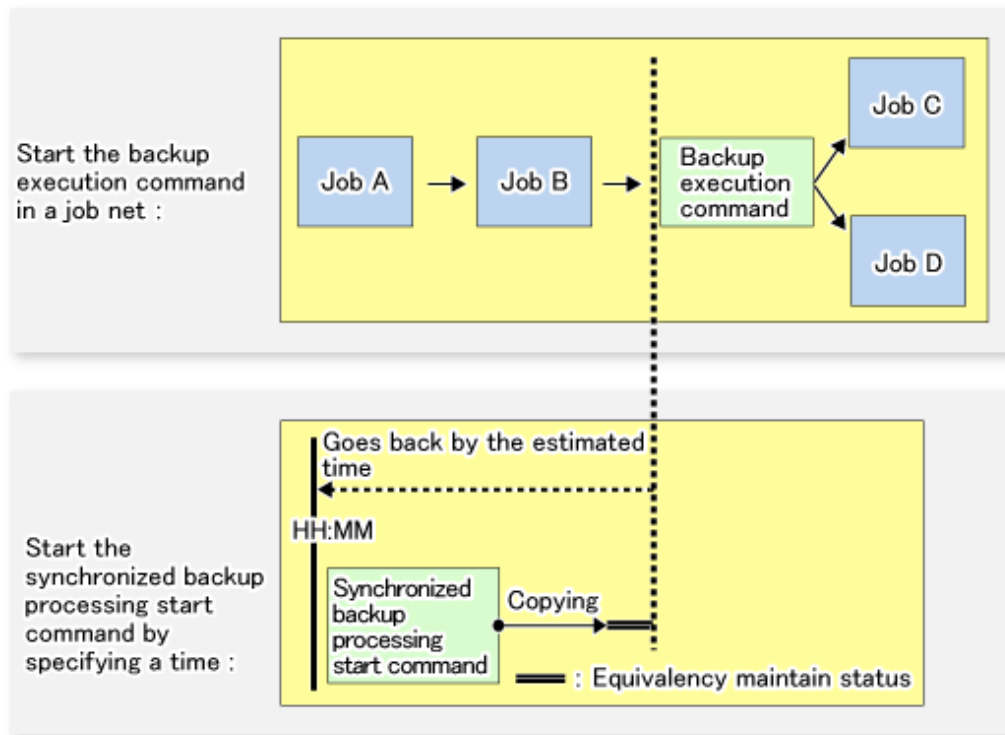 Start the backup
execution command
in a job net :
Job A
Job B
Backup
execution
command
Job C
Job D
Start the
synchronized backup
processing start
command by
specifying a time :
Goes back by the estimated
time
HH:MM
Synchronized
backup
processing
start command
Copying
: Equivalency maintain status